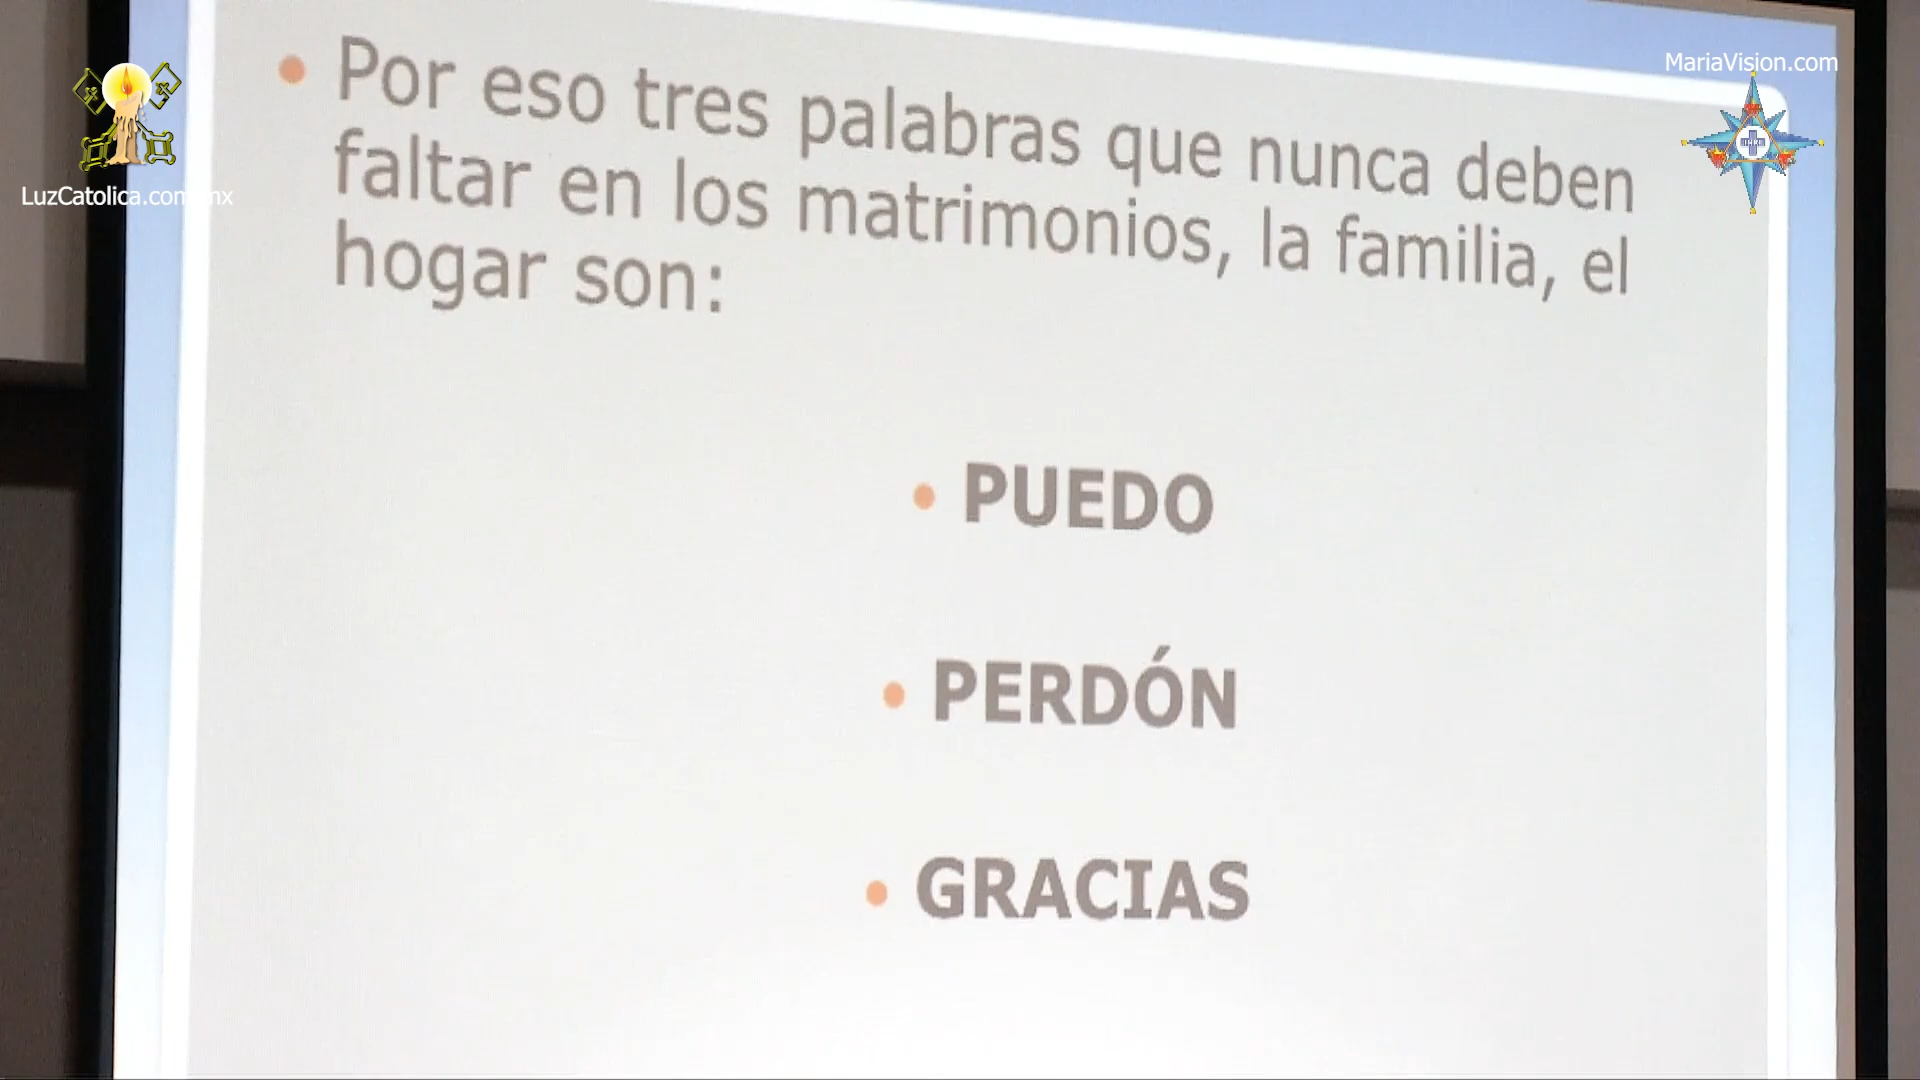 MariaVision.com
LuzCatolica.com.mx
• Por eso tres palabras que nunca deben
faltar en los matrimonios, la familia, el
hogar son:
• PUEDO
• PERDÓN
• GRACIAS